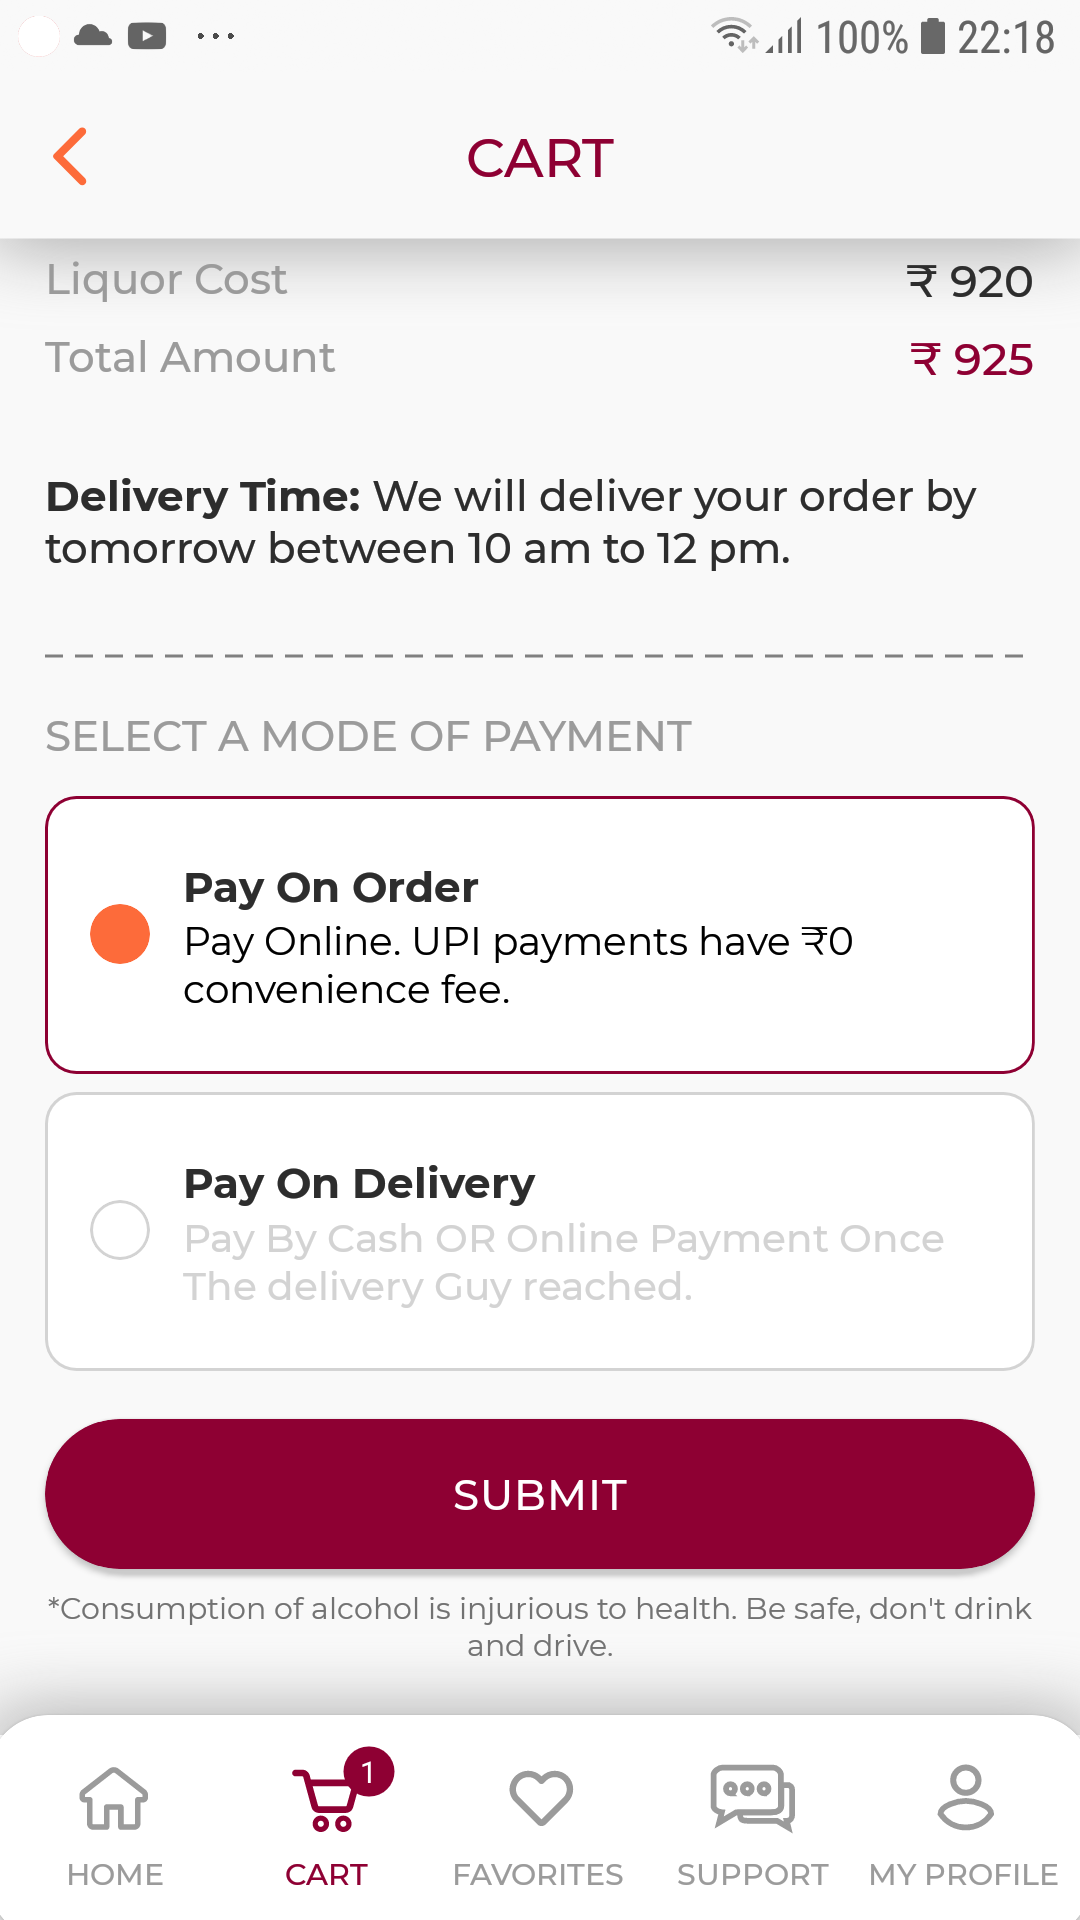 100% 22:18
CART
Liquor Cost ₹ 920
Total Amount ₹ 925
Delivery Time: We will deliver your order by
tomorrow between 10 am to 12 pm.
SELECT A MODE OF PAYMENT
Pay On Order
Pay Online. UPI payments have ₹0
convenience fee.
Pay On Delivery
Pay By Cash OR Online Payment Once
The delivery Guy reached.
SUBMIT
*Consumption of alcohol is injurious to health. Be safe, don't drink
and drive.
1
HOME CART FAVORITES SUPPORT MY PROFILE